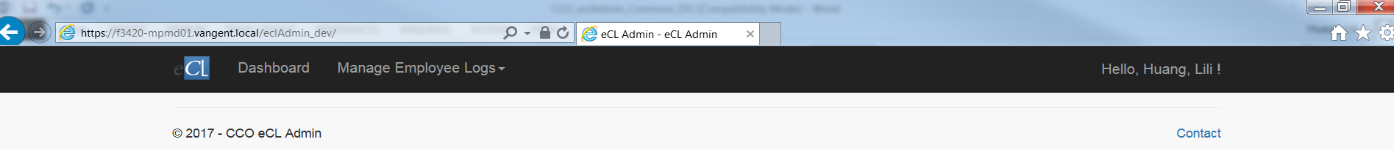 https://f3420-mpmd01.vangent.local/eclAdmin_dev/
eCL Admin - eCL Admin
eCL Dashboard Manage Employee Logs Hello, Huang, Lili !
© 2017 - CCO eCL Admin Contact